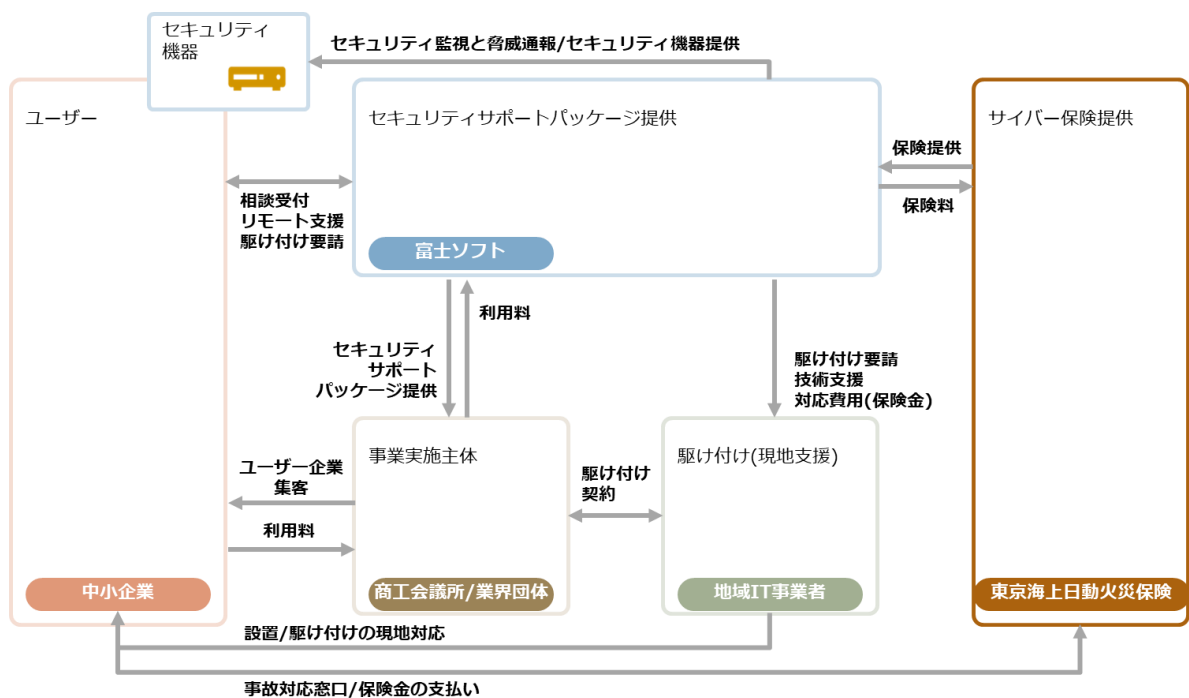 セキュリティ
機器
セキュリティ監視と脅威通報/セキュリティ機器提供
ユーザー
セキュリティサポートパッケージ提供
サイバー保険提供
保険提供
保険料
相談受付
リモート支援
駆け付け要請
富士ソフト
利用料
セキュリティ
サポート
パッケージ提供
駆け付け要請
技術支援
対応費用(保険金)
事業実施主体
駆け付け(現地支援)
ユーザー企業
集客
駆け付け
契約
利用料
中小企業
商工会議所/業界団体
地域IT事業者
東京海上日動火災保険
設置/駆け付けの現地対応
事故対応窓口/保険金の支払い